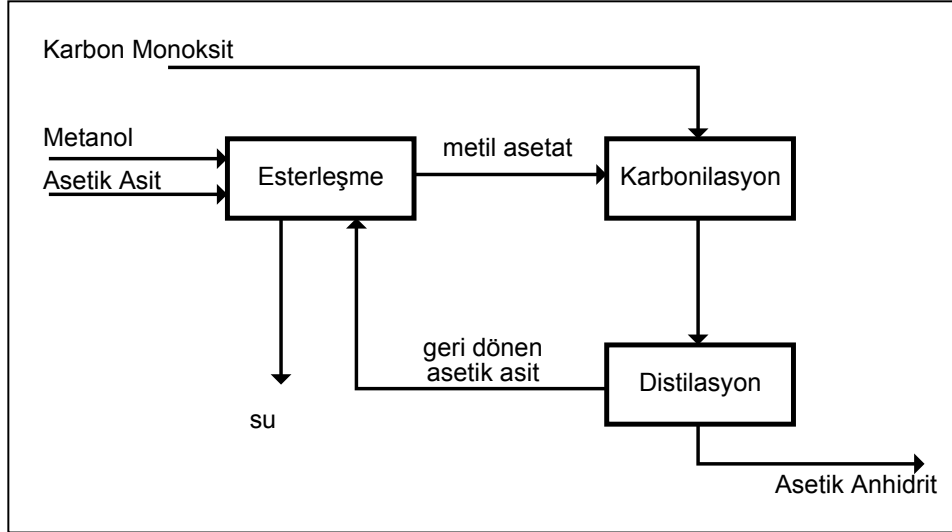 Karbon Monoksit
Metanol
Asetik Asit
Esterleşme
metil asetat
Karbonilasyon
geri dönen
asetik asit
Distilasyon
su
Asetik Anhidrit